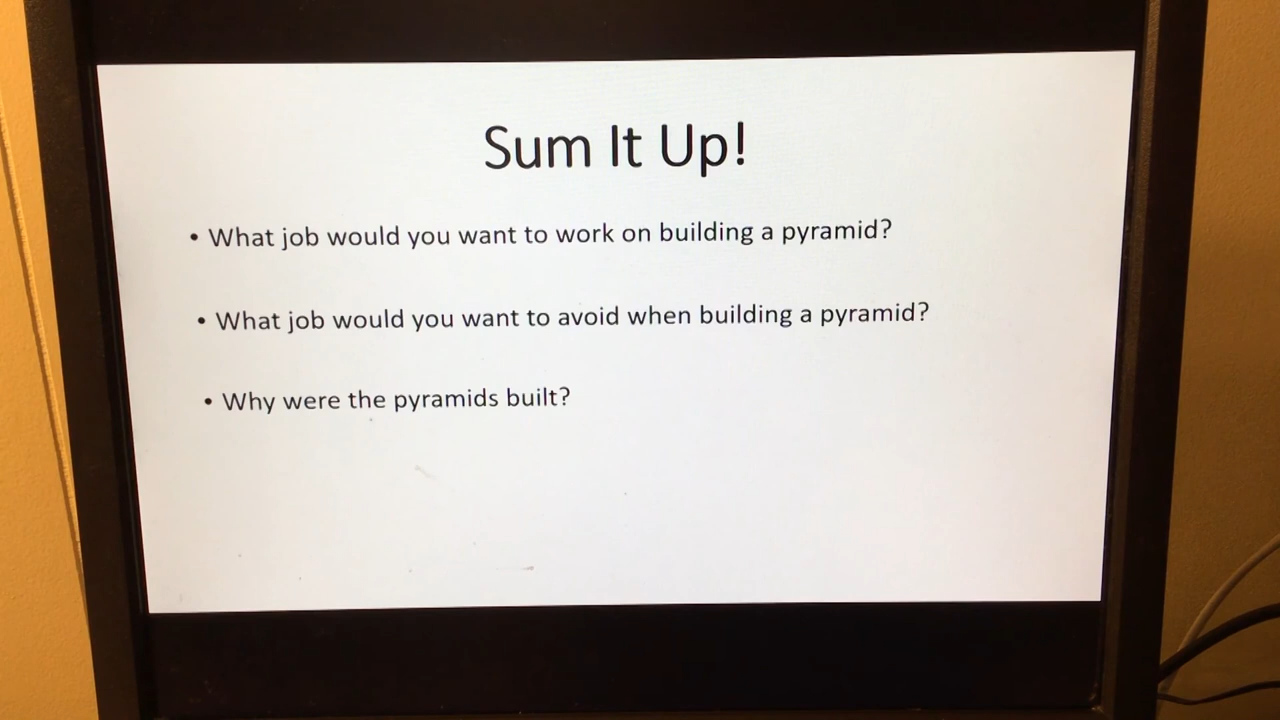 Sum It Up!
• What job would you want to work on building a pyramid?
• What job would you want to avoid when building a pyramid?
• Why were the pyramids built?